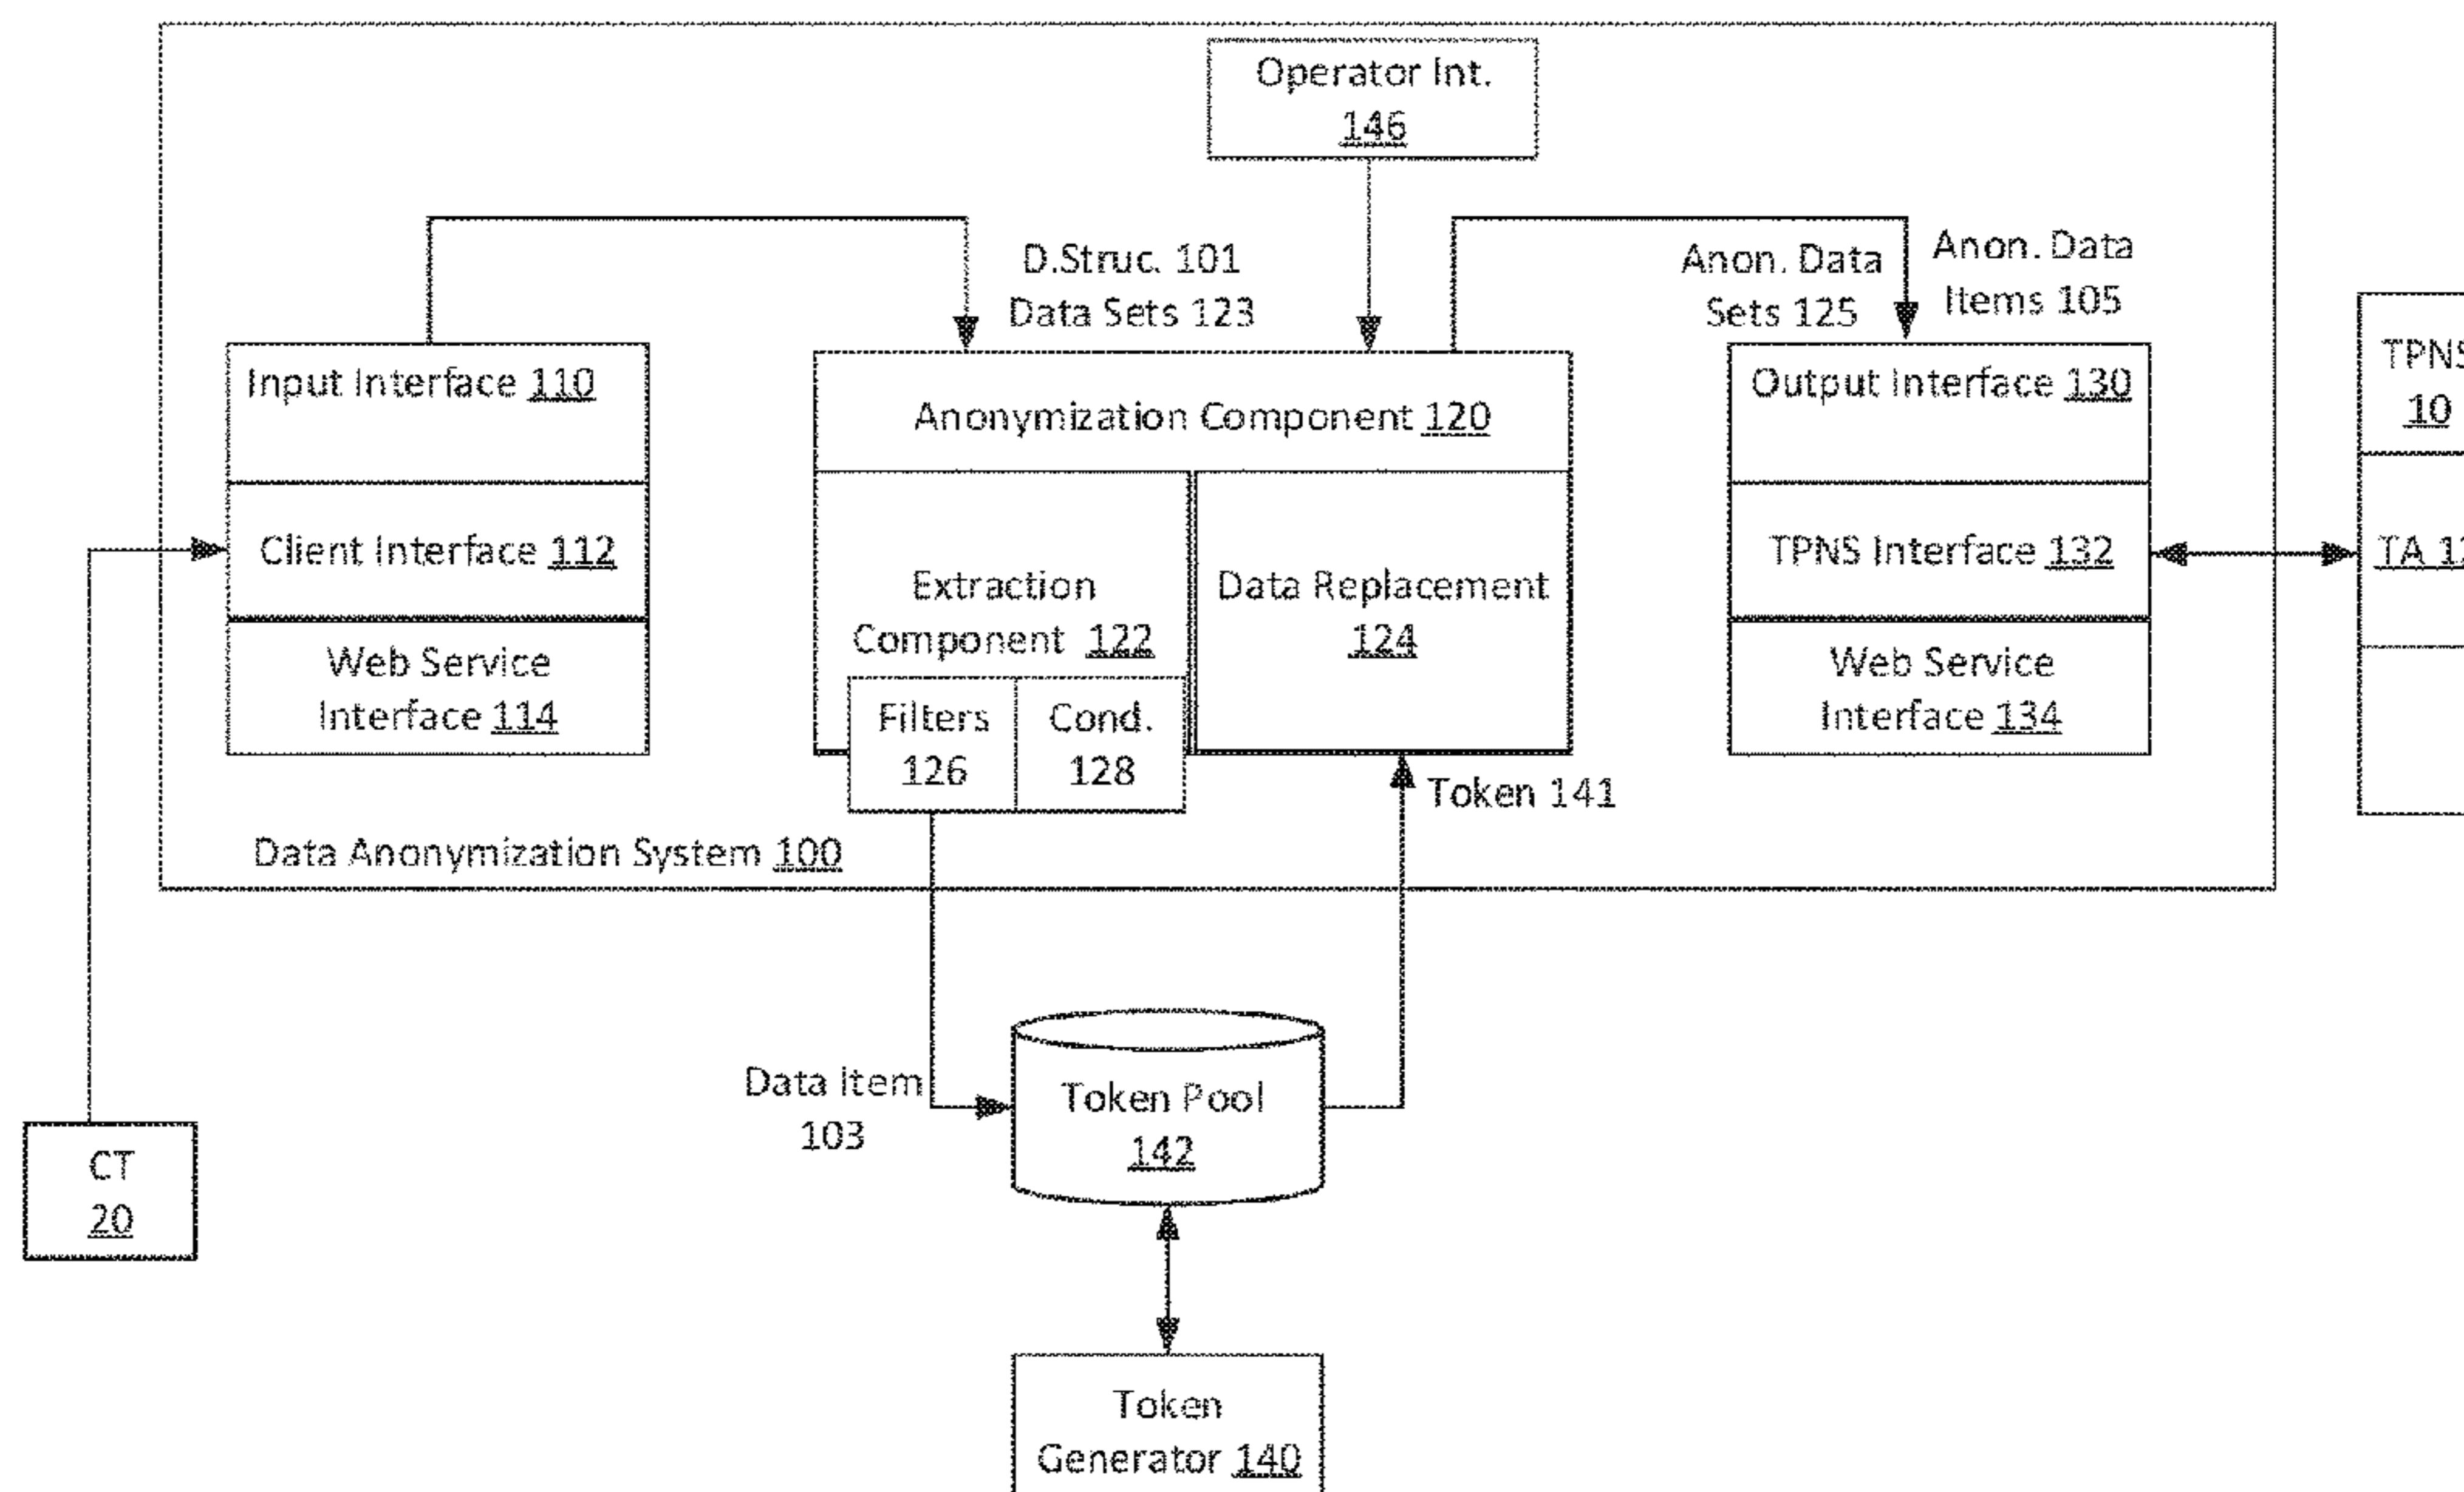 Operator Int.
146
D.Struc. 101
Data Sets 123
Anon. Data
Sets 125
Anon. Data
Items 105
Input Interface 110
Client Interface 112
Web Service
Interface 114
Anonymization Component 120
Extraction
Component 122
Filters
126
Cond.
128
Data Replacement
124
Output Interface 130
TPNS Interface 132
Web Service
Interface 134
TPNS
10
TA
Token 141
Data Anonymization System 100
Data Item
103
Token Pool
142
CT
20
Token
Generator 140